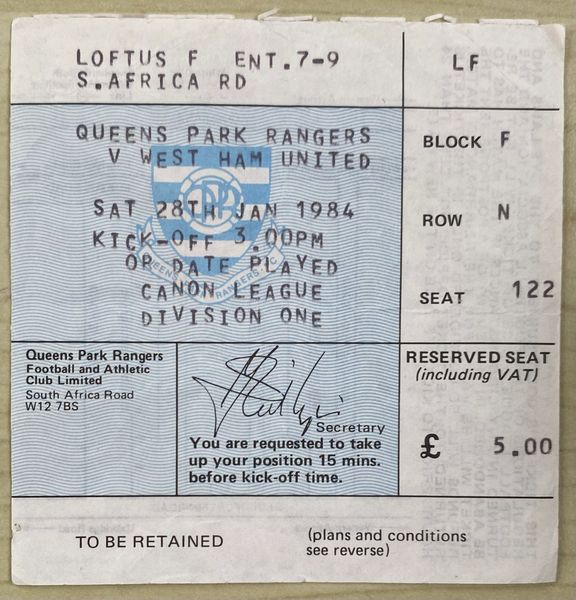 LOFTUS F ENT.7-9
S.AFRICA RD
LF
QUEENS PARK RANGERS
V WEST HAM UNITED
SAT 28TH JAN 1984
KICK-OFF 3.00PM
OR DATE PLAYED
CANON LEAGUE
DIVISION ONE
BLOCK F
ROW N
SEAT 122
Queens Park Rangers
Football and Athletic
Club Limited
South Africa Road
W12 7BS
Secretary
You are requested to take
up your position 15 mins.
before kick-off time.
RESERVED SEAT
(including VAT)
£ 5.00
TO BE RETAINED
(plans and conditions
see reverse)